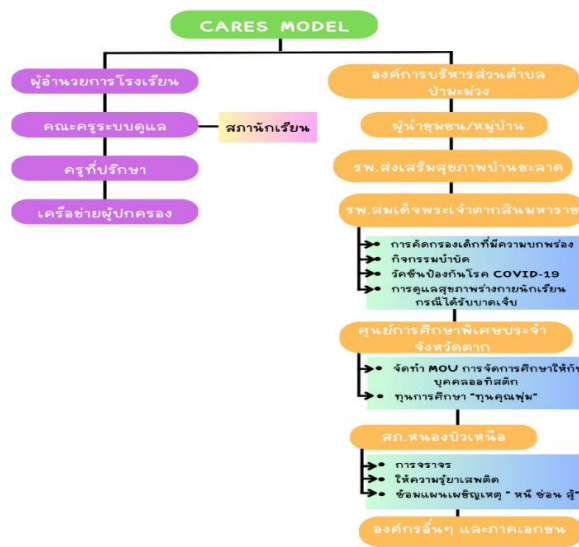 CARES MODEL
ผู้อำนวยการโรงเรียน
คณะครูระบบดูแล
สภานักเรียน
ครูที่ปรึกษา
เครือข่ายผู้ปกครอง
องค์การบริหารส่วนตำบล
ป่ามะม่วง
ผู้นำชุมชน/หมู่บ้าน
รพ.ส่งเสริมสุขภาพบ้านชะลาด
รพ.สมเด็จพระเจ้าตากสินมหาราช
• การคัดกรองเด็กที่มีความบกพร่อง
• กิจกรรมบำบัด
• วัคซีนป้องกันโรค COVID-19
• การดูแลสุขภาพร่างกายนักเรียน
กรณีได้รับบาดเจ็บ
ศูนย์การศึกษาพิเศษประจำ
จังหวัดตาก
• จัดทำ MOU การจัดการศึกษาให้กับ
บุคคลออทิสติก
• ทุนการศึกษา "ทุนคุณพุ่ม"
สภ.หนองบัวเหนือ
• การจราจร
• ให้ความรู้ยาเสพติด
• ซ้อมแผนเผชิญเหตุ " หนี ซ่อน สู้"
องค์กรอื่นๆ และภาคเอกชน